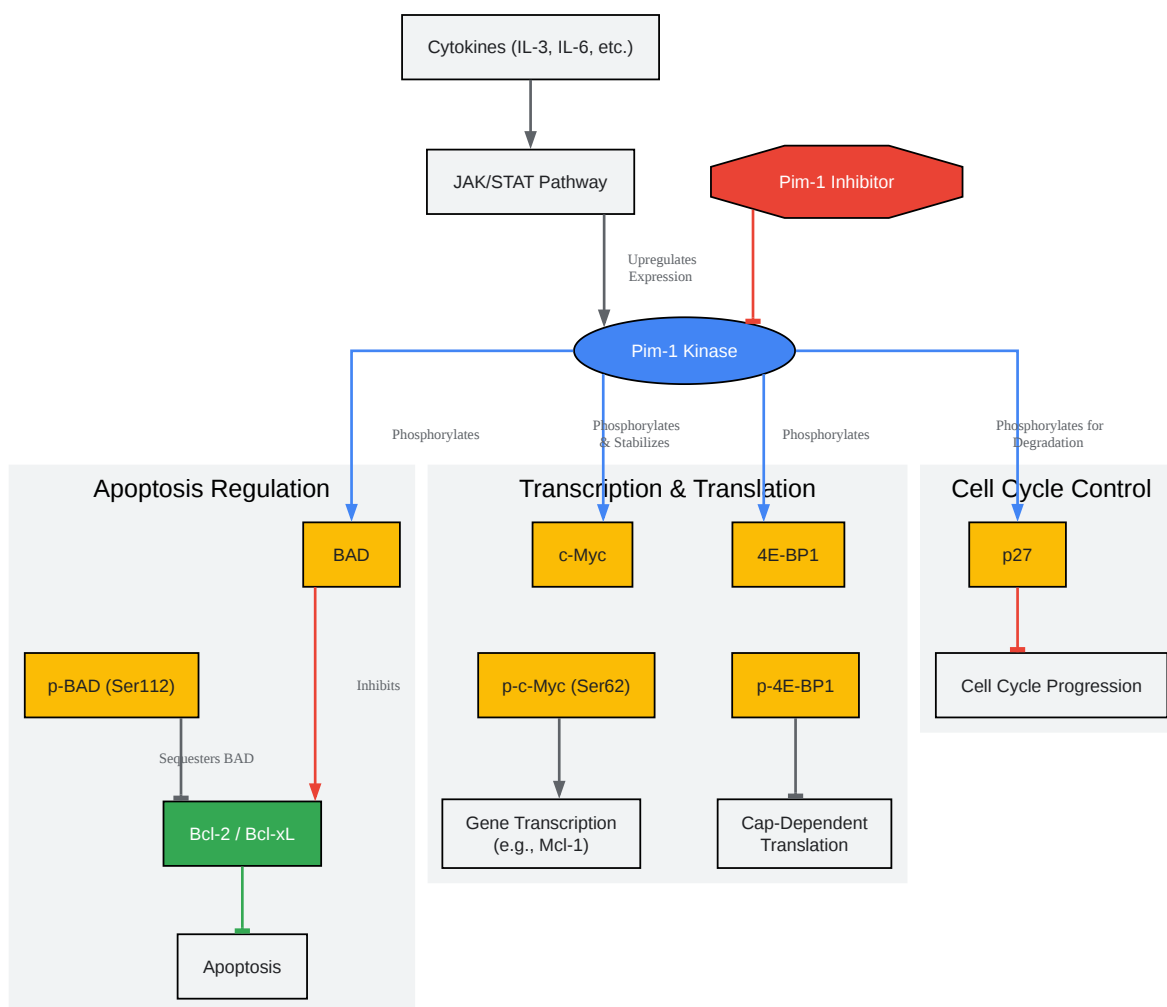 Cytokines (IL-3, IL-6, etc.)
JAK/STAT Pathway
Pim-1 Inhibitor
Upregulates
Expression
Pim-1 Kinase
Phosphorylates
Phosphorylates
& Stabilizes
Phosphorylates
Phosphorylates for
Degradation
Apoptosis Regulation
Transcription & Translation
Cell Cycle Control
BAD
c-Myc
4E-BP1
p27
p-BAD (Ser112)
Inhibits
p-c-Myc (Ser62)
p-4E-BP1
Cell Cycle Progression
Sequesters BAD
Bcl-2 / Bcl-xL
Gene Transcription
(e.g., Mcl-1)
Cap-Dependent
Translation
Apoptosis